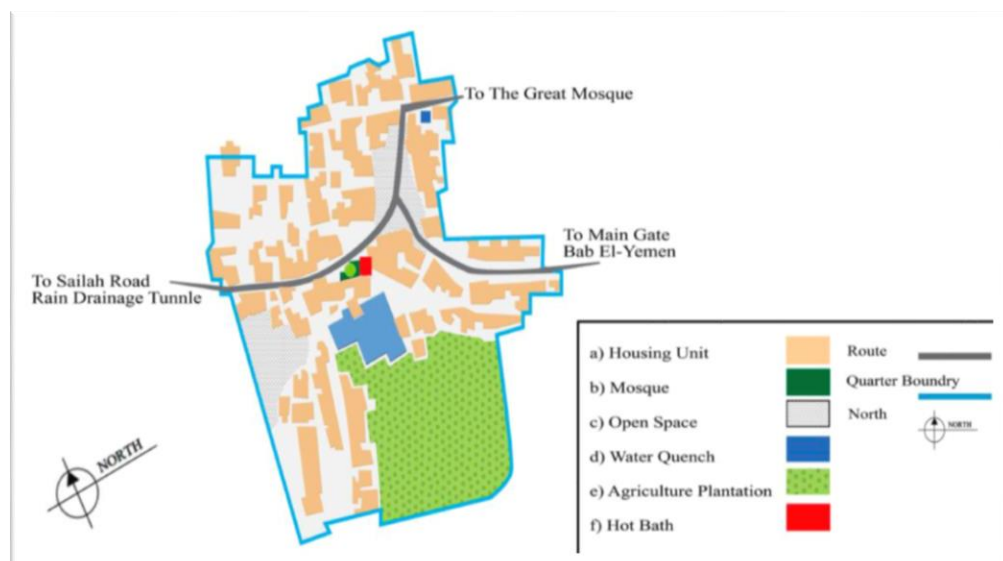 To The Great Mosque
To Main Gate
Bab El-Yemen
To Sailah Road
Rain Drainage Tunnle
NORTH
a) Housing Unit
b) Mosque
c) Open Space
d) Water Quench
e) Agriculture Plantation
f) Hot Bath
Route
Quarter Boundry
North
NORTH